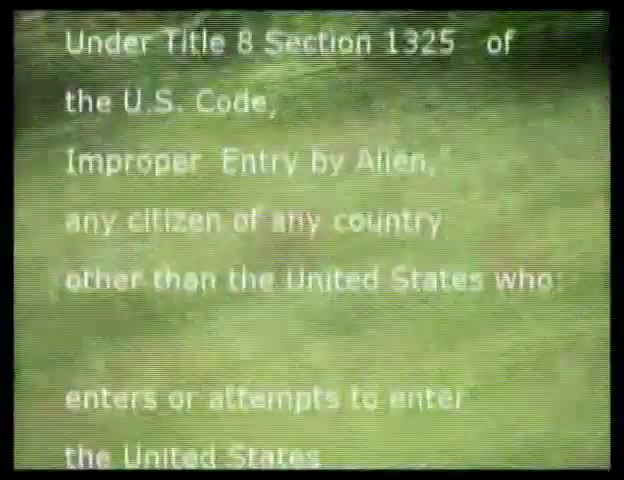 Under Title 8 Section 1325 of
the U.S. Code,
Improper Entry by Alien,
any citizen of any country
other than the United States who:
enters or attempts to enter
the United States